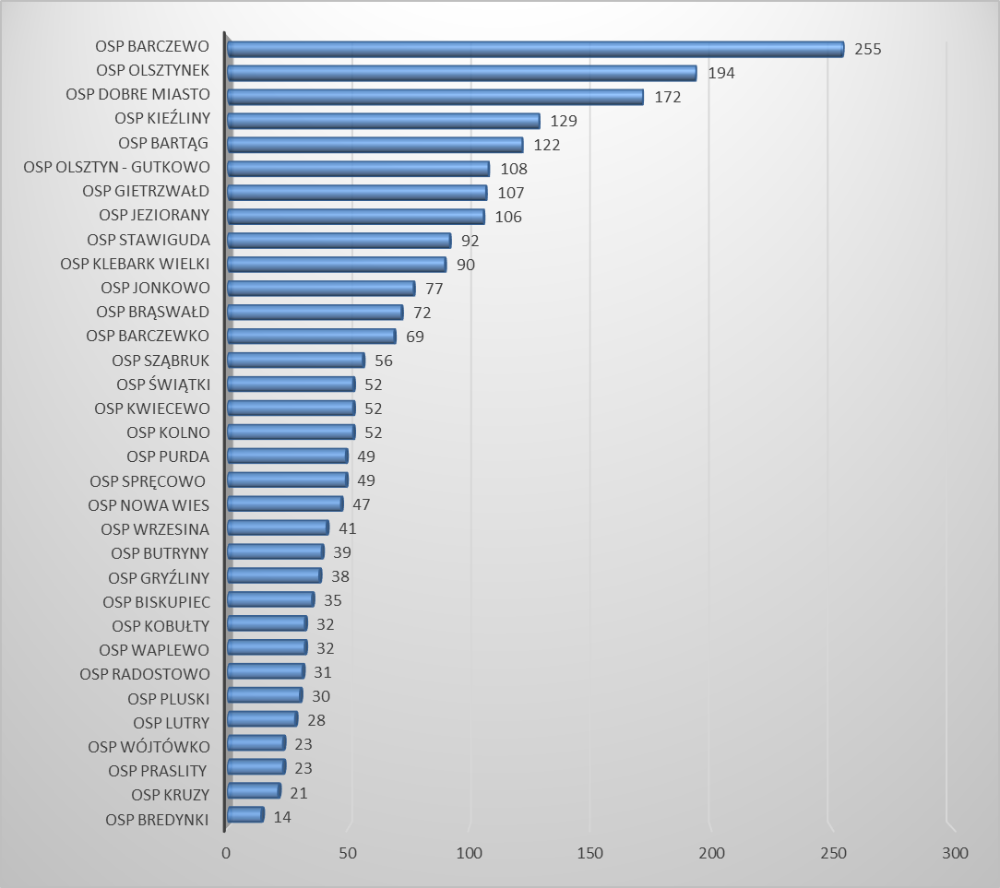 OSP BARCZEWO 255
OSP OLSZTYNEK 194
OSP DOBRE MIASTO 172
OSP KIEŹLINY 129
OSP BARTĄG 122
OSP OLSZTYN - GUTKOWO 108
OSP GIETRZWAŁD 107
OSP JEZIORANY 106
OSP STAWIGUDA 92
OSP KLEBARK WIELKI 90
OSP JONKOWO 77
OSP BRĄSWAŁD 72
OSP BARCZEWKO 69
OSP SZĄBRUK 56
OSP ŚWIĄTKI 52
OSP KWIECEWO 52
OSP KOLNO 52
OSP PURDA 49
OSP SPRĘCOWO 49
OSP NOWA WIES 47
OSP WRZESINA 41
OSP BUTRYNY 39
OSP GRYŹLINY 38
OSP BISKUPIEC 35
OSP KOBUŁTY 32
OSP WAPLEWO 32
OSP RADOSTOWO 31
OSP PLUSKI 30
OSP LUTRY 28
OSP WÓJTÓWKO 23
OSP PRASLITY 23
OSP KRUZY 21
OSP BREDYNKI 14
0 50 100 150 200 250 300